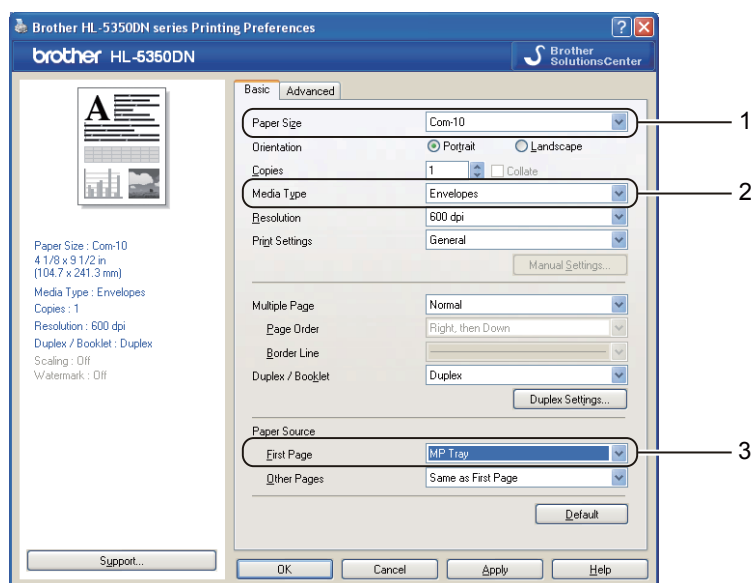 Brother HL-5350DN series Printing Preferences
brother HL-5350DN
Brother
SolutionsCenter
A
Paper Size : Com-10
4 1/8 x 9 1/2 in
(104.7 x 241.3 mm)
Media Type : Envelopes
Copies : 1
Resolution : 600 dpi
Duplex / Booklet : Duplex
Scaling : Off
Watermark : Off
Support...
Basic Advanced
Paper Size Com-10 1
Orientation Portrait Landscape
Copies 1 Collate
Media Type Envelopes 2
Resolution 600 dpi
Print Settings General
Manual Settings...
Multiple Page Normal
Page Order Right, then Down
Border Line
Duplex / Booklet Duplex
Duplex Settings...
Paper Source
First Page MP Tray 3
Other Pages Same as First Page
Default
OK Cancel Apply Help